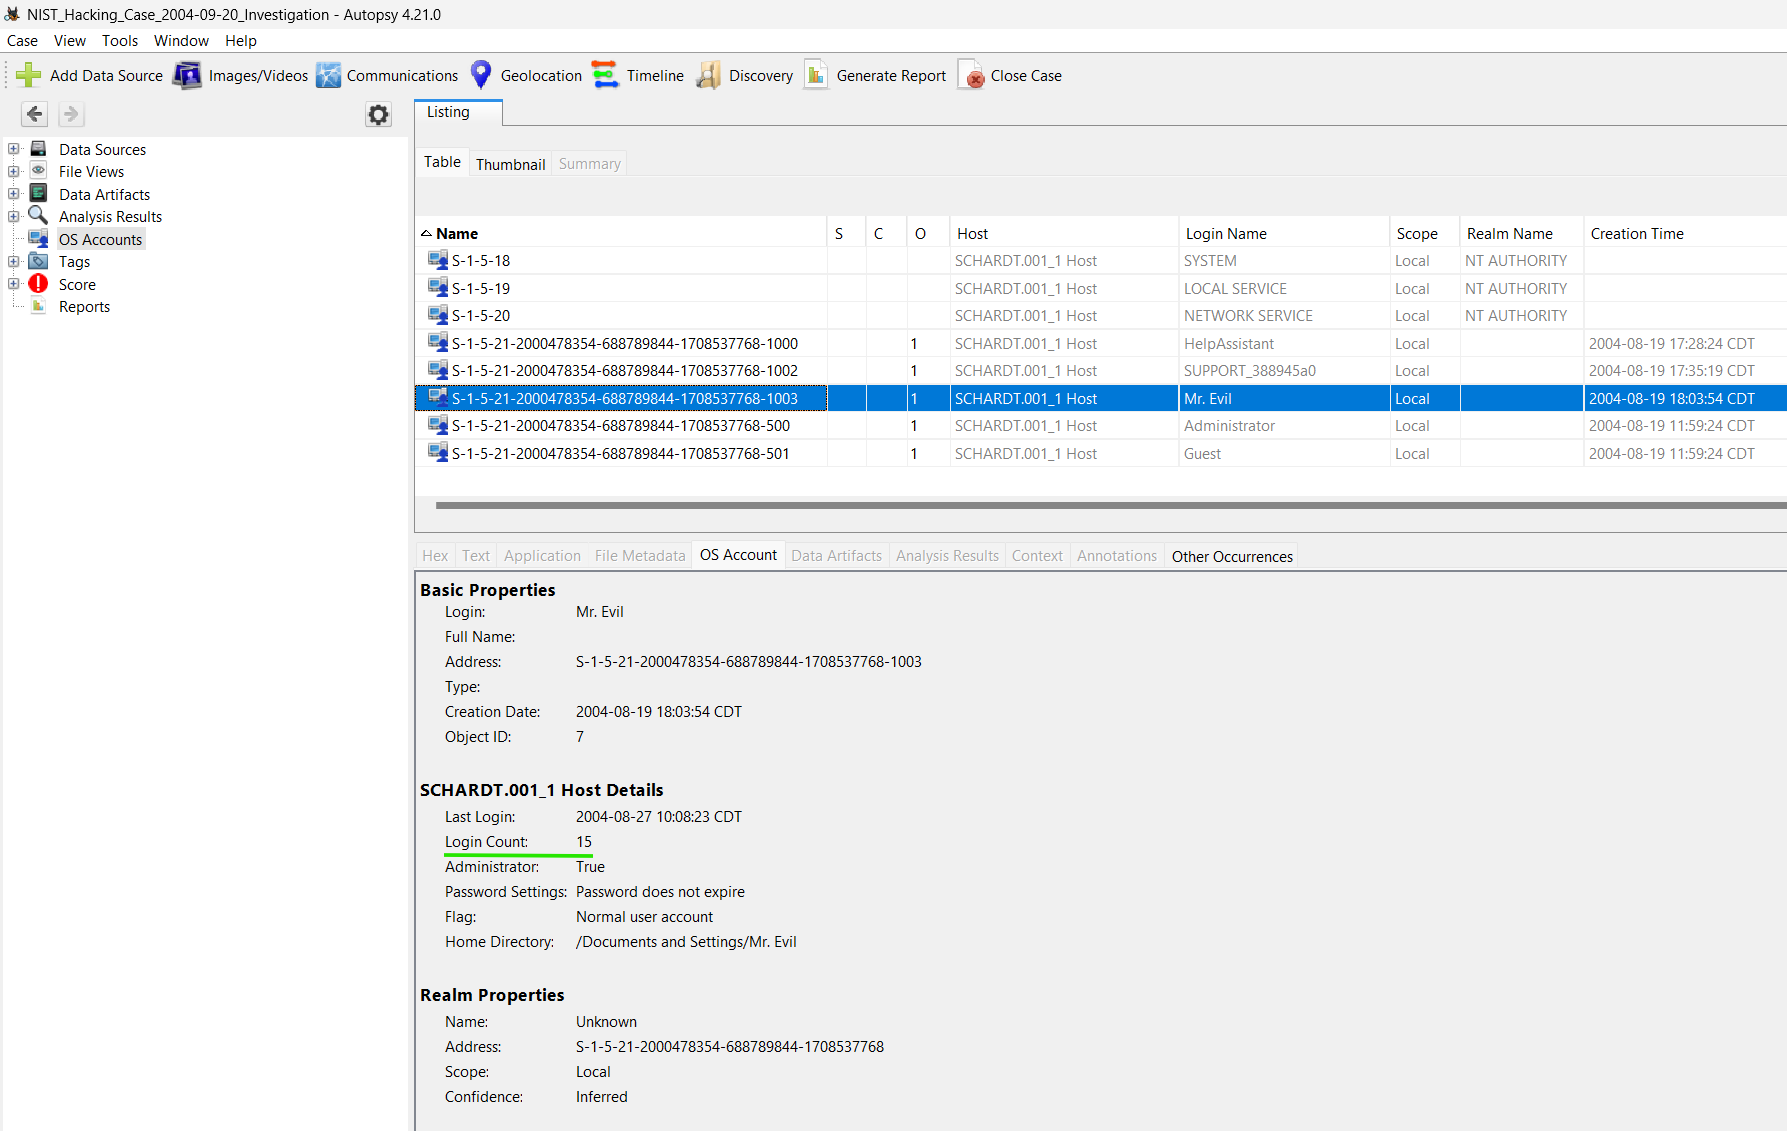 NIST_Hacking_Case_2004-09-20_Investigation - Autopsy 4.21.0
Case View Tools Window Help
Add Data Source Images/Videos Communications Geolocation Timeline Discovery Generate Report Close Case
Listing
Data Sources
File Views
Data Artifacts
Analysis Results
OS Accounts
Tags
Score
Reports
Table Thumbnail Summary
Name S C O Host Login Name Scope Realm Name Creation Time
S-1-5-18 SCHARDT.001_1 Host SYSTEM Local NT AUTHORITY
S-1-5-19 SCHARDT.001_1 Host LOCAL SERVICE Local NT AUTHORITY
S-1-5-20 SCHARDT.001_1 Host NETWORK SERVICE Local NT AUTHORITY
S-1-5-21-2000478354-688789844-1708537768-1000 1 SCHARDT.001_1 Host HelpAssistant Local 2004-08-19 17:28:24 CDT
S-1-5-21-2000478354-688789844-1708537768-1002 1 SCHARDT.001_1 Host SUPPORT_388945a0 Local 2004-08-19 17:35:19 CDT
S-1-5-21-2000478354-688789844-1708537768-1003 1 SCHARDT.001_1 Host Mr. Evil Local 2004-08-19 18:03:54 CDT
S-1-5-21-2000478354-688789844-1708537768-500 1 SCHARDT.001_1 Host Administrator Local 2004-08-19 11:59:24 CDT
S-1-5-21-2000478354-688789844-1708537768-501 1 SCHARDT.001_1 Host Guest Local 2004-08-19 11:59:24 CDT
Hex Text Application File Metadata OS Account Data Artifacts Analysis Results Context Annotations Other Occurrences
Basic Properties
Login: Mr. Evil
Full Name:
Address: S-1-5-21-2000478354-688789844-1708537768-1003
Type:
Creation Date: 2004-08-19 18:03:54 CDT
Object ID: 7
SCHARDT.001_1 Host Details
Last Login: 2004-08-27 10:08:23 CDT
Login Count: 15
Administrator: True
Password Settings: Password does not expire
Flag: Normal user account
Home Directory: /Documents and Settings/Mr. Evil
Realm Properties
Name: Unknown
Address: S-1-5-21-2000478354-688789844-1708537768
Scope: Local
Confidence: Inferred